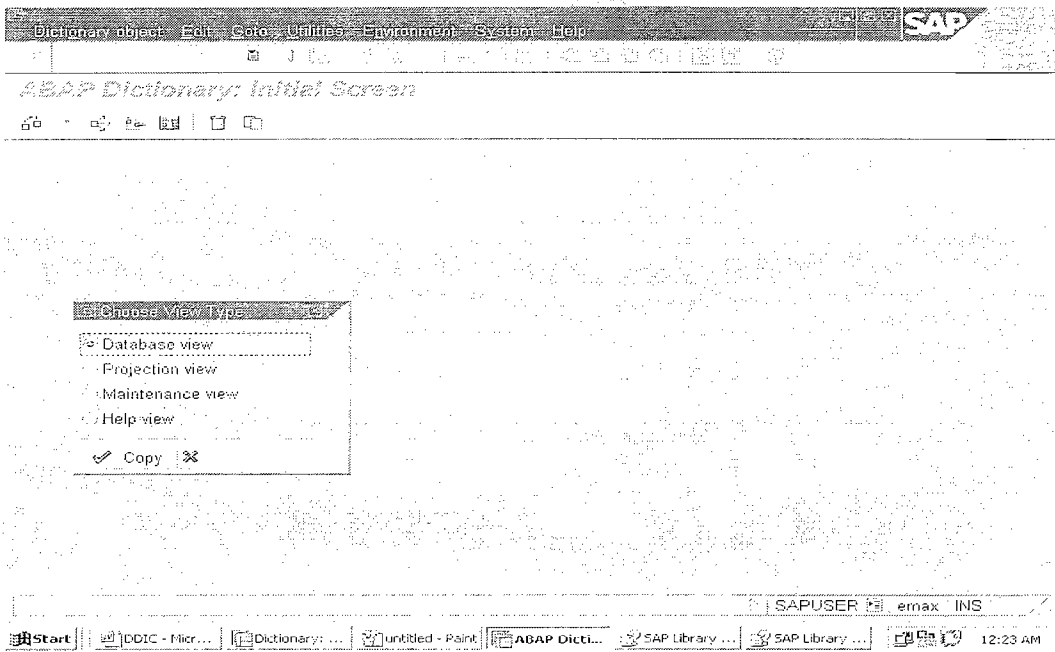 Dictionary object Edit Goto Utilities Environment System Help
SAP
ABAP Dictionary: Initial Screen
Choose View Type
Database view
Projection view
Maintenance view
Help view
Copy
SAPUSER emax INS
Start DDIC - Micr... Dictionary: ... untitled - Paint ABAP Dicti... SAP Library ... SAP Library ... 12:23 AM